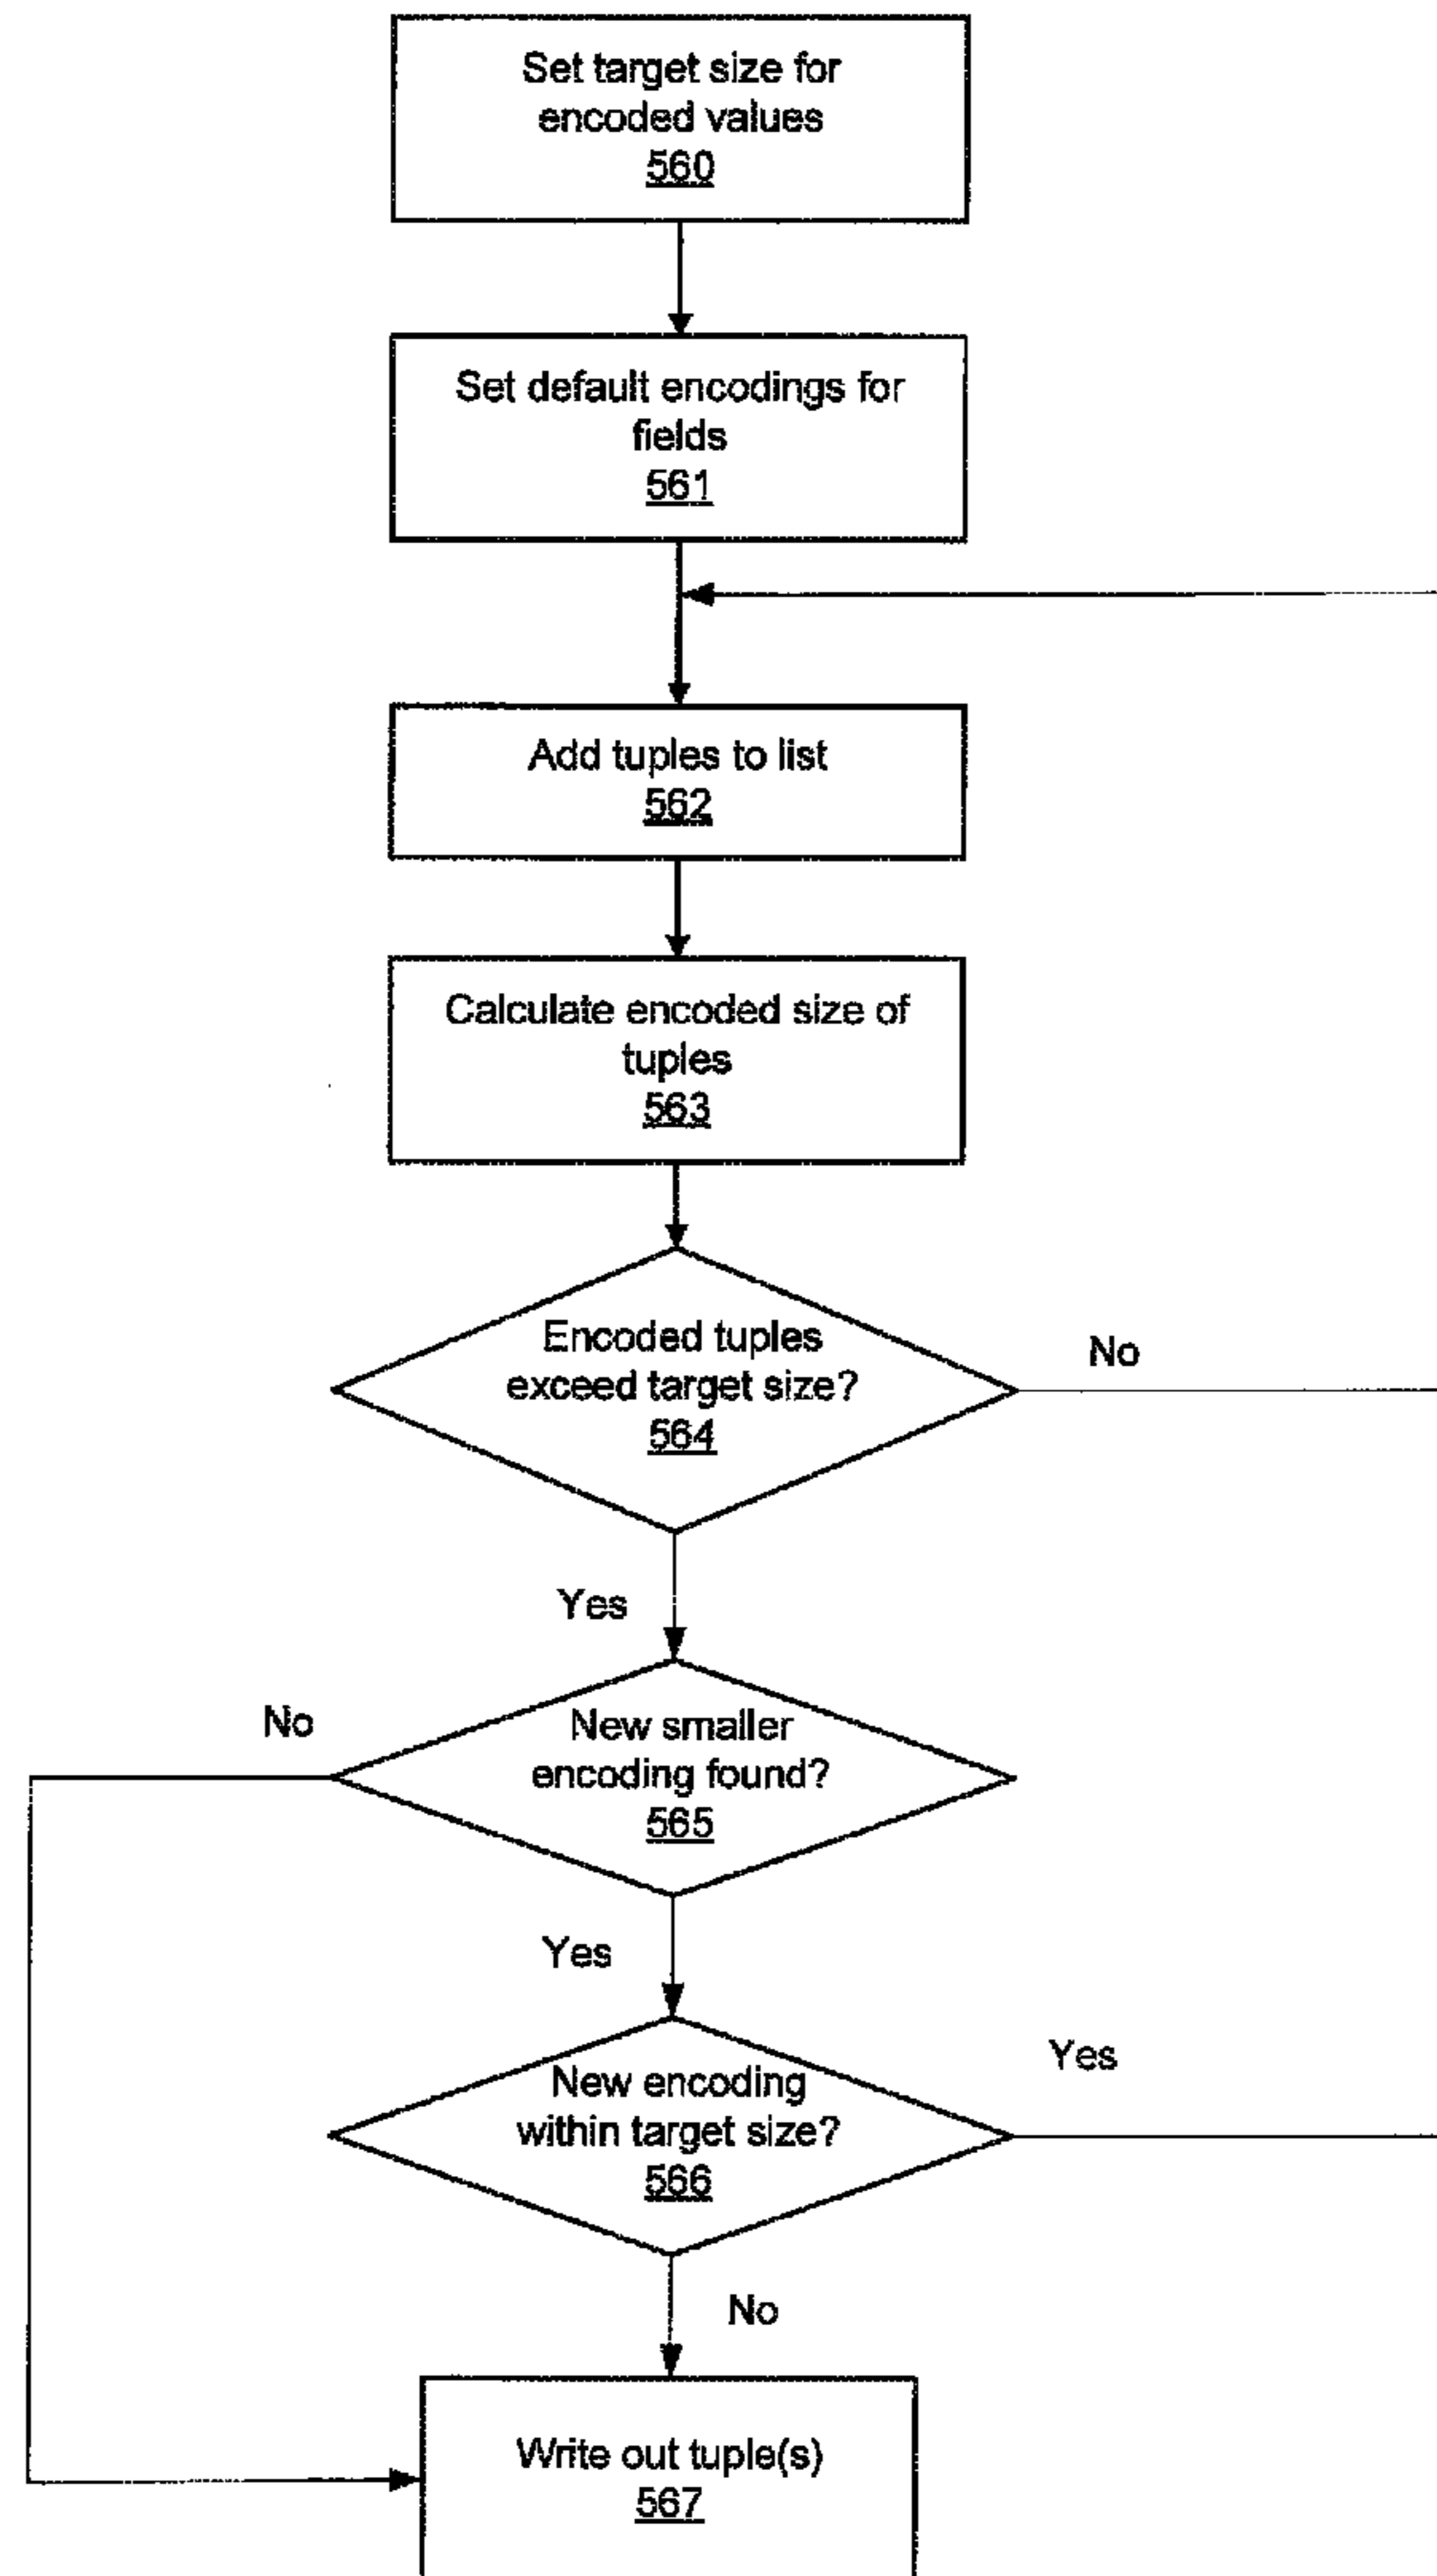 Set target size for
encoded values
560
Set default encodings for
fields
561
Add tuples to list
562
Calculate encoded size of
tuples
563
Encoded tuples
exceed target size?
564
No
Yes
No
New smaller
encoding found?
565
Yes
Yes
New encoding
within target size?
566
No
Write out tuple(s)
567